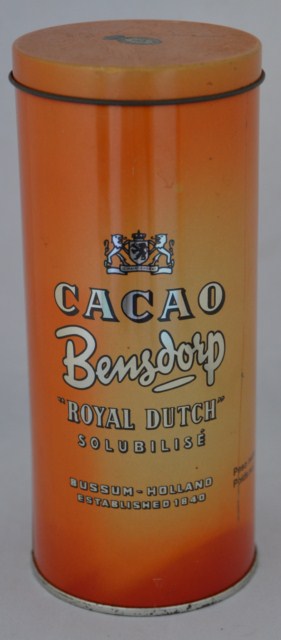 CACAO
Bensdorp
"ROYAL DUTCH"
SOLUBILISÉ
BUSSUM - HOLLAND
ESTABLISHED 1840